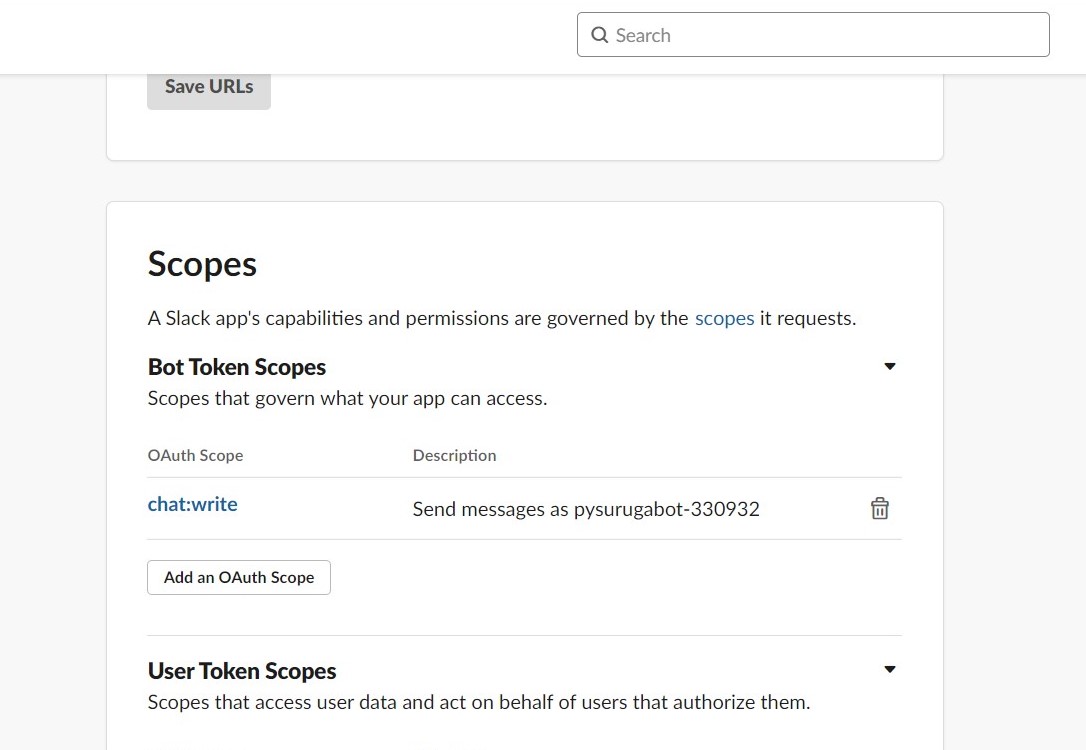 Search
Save URLs
Scopes
A Slack app's capabilities and permissions are governed by the scopes it requests.
Bot Token Scopes
Scopes that govern what your app can access.
OAuth Scope Description
chat:write Send messages as pysurugabot-330932
Add an OAuth Scope
User Token Scopes
Scopes that access user data and act on behalf of users that authorize them.